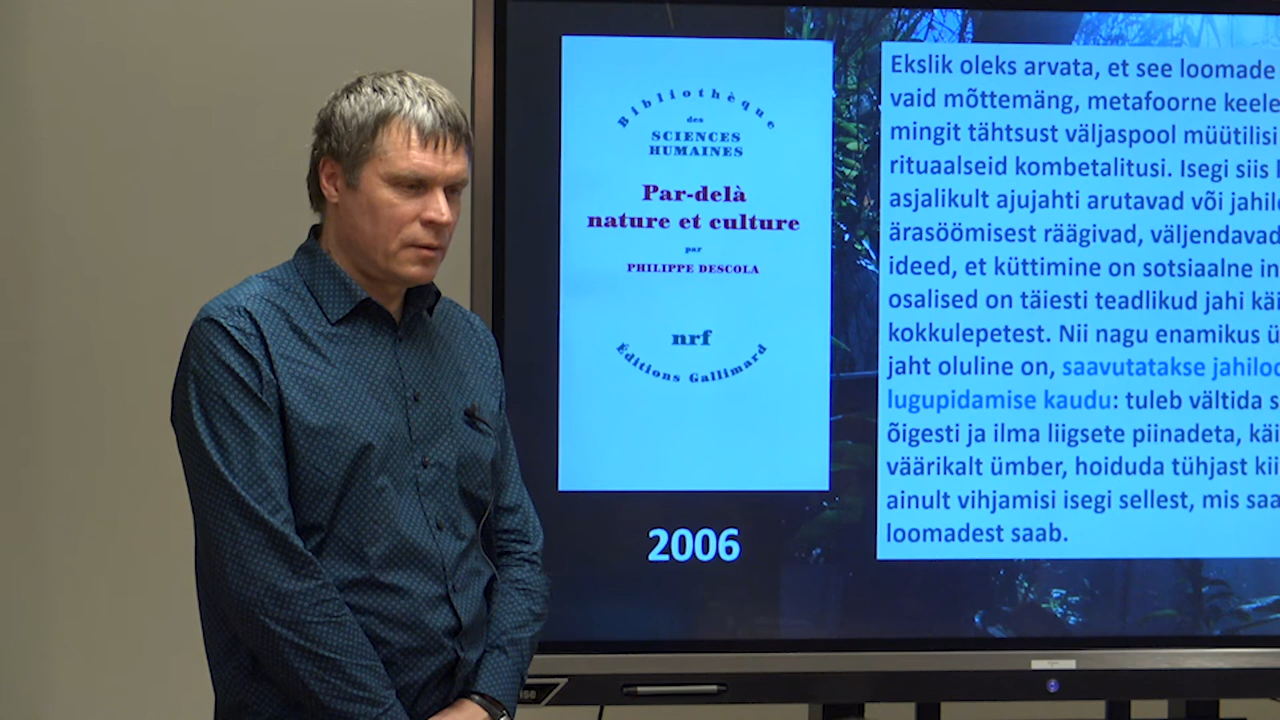 Bibliothèque
des
SCIENCES
HUMAINES
Par-delà
nature et culture
par
PHILIPPE DESCOLA
nrf
Éditions Gallimard
2006
Ekslik oleks arvata, et see loomade
vaid mõttemäng, metafoorne keele
mingit tähtsust väljaspool müütilisi
rituaalseid kombetalitusi. Isegi siis
asjalikult ajujahti arutavad või jahilo
ärasöömisest räägivad, väljendavad
ideed, et küttimine on sotsiaalne in
osalised on täiesti teadlikud jahi käi
kokkulepetest. Nii nagu enamikus ü
jaht oluline on, saavutatakse jahiloo
lugupidamise kaudu: tuleb vältida s
õigesti ja ilma liigsete piinadeta, käi
väärikalt ümber, hoiduda tühjast kii
ainult vihjamisi isegi sellest, mis saa
loomadest saab.